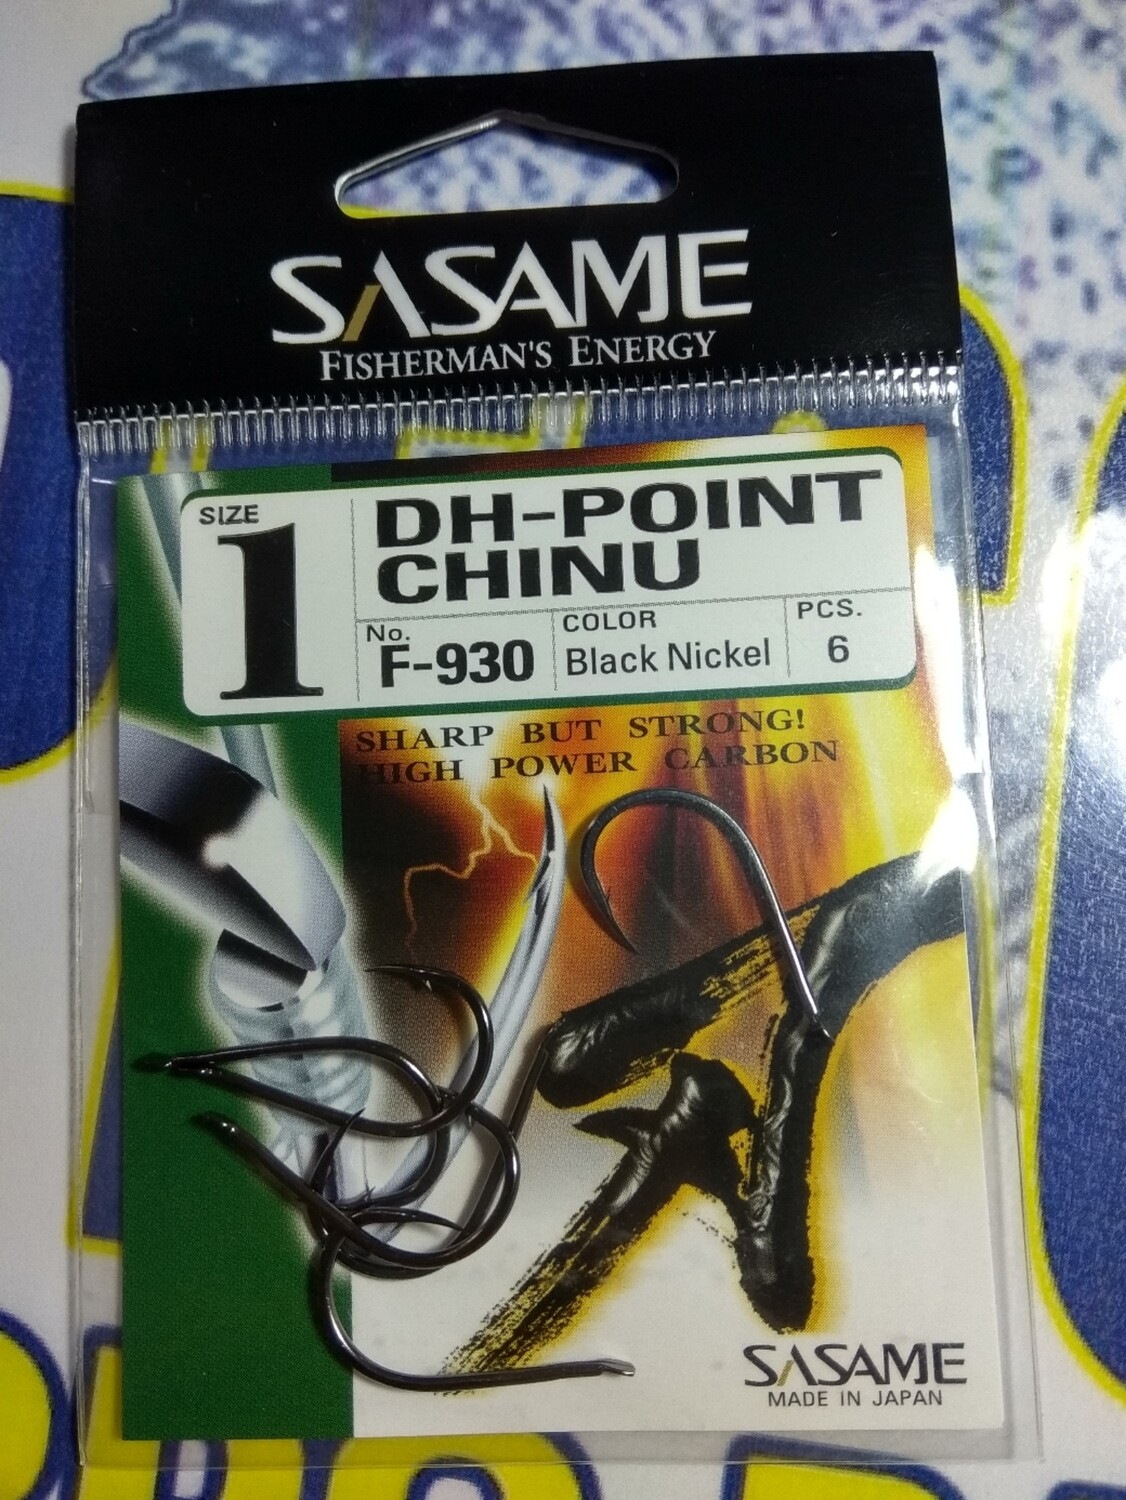 SASAME
FISHERMAN'S ENERGY
SIZE
1
DH-POINT
CHINU
No.
F-930
COLOR
Black Nickel
PCS.
6
SHARP BUT STRONG!
HIGH POWER CARBON
SASAME
MADE IN JAPAN